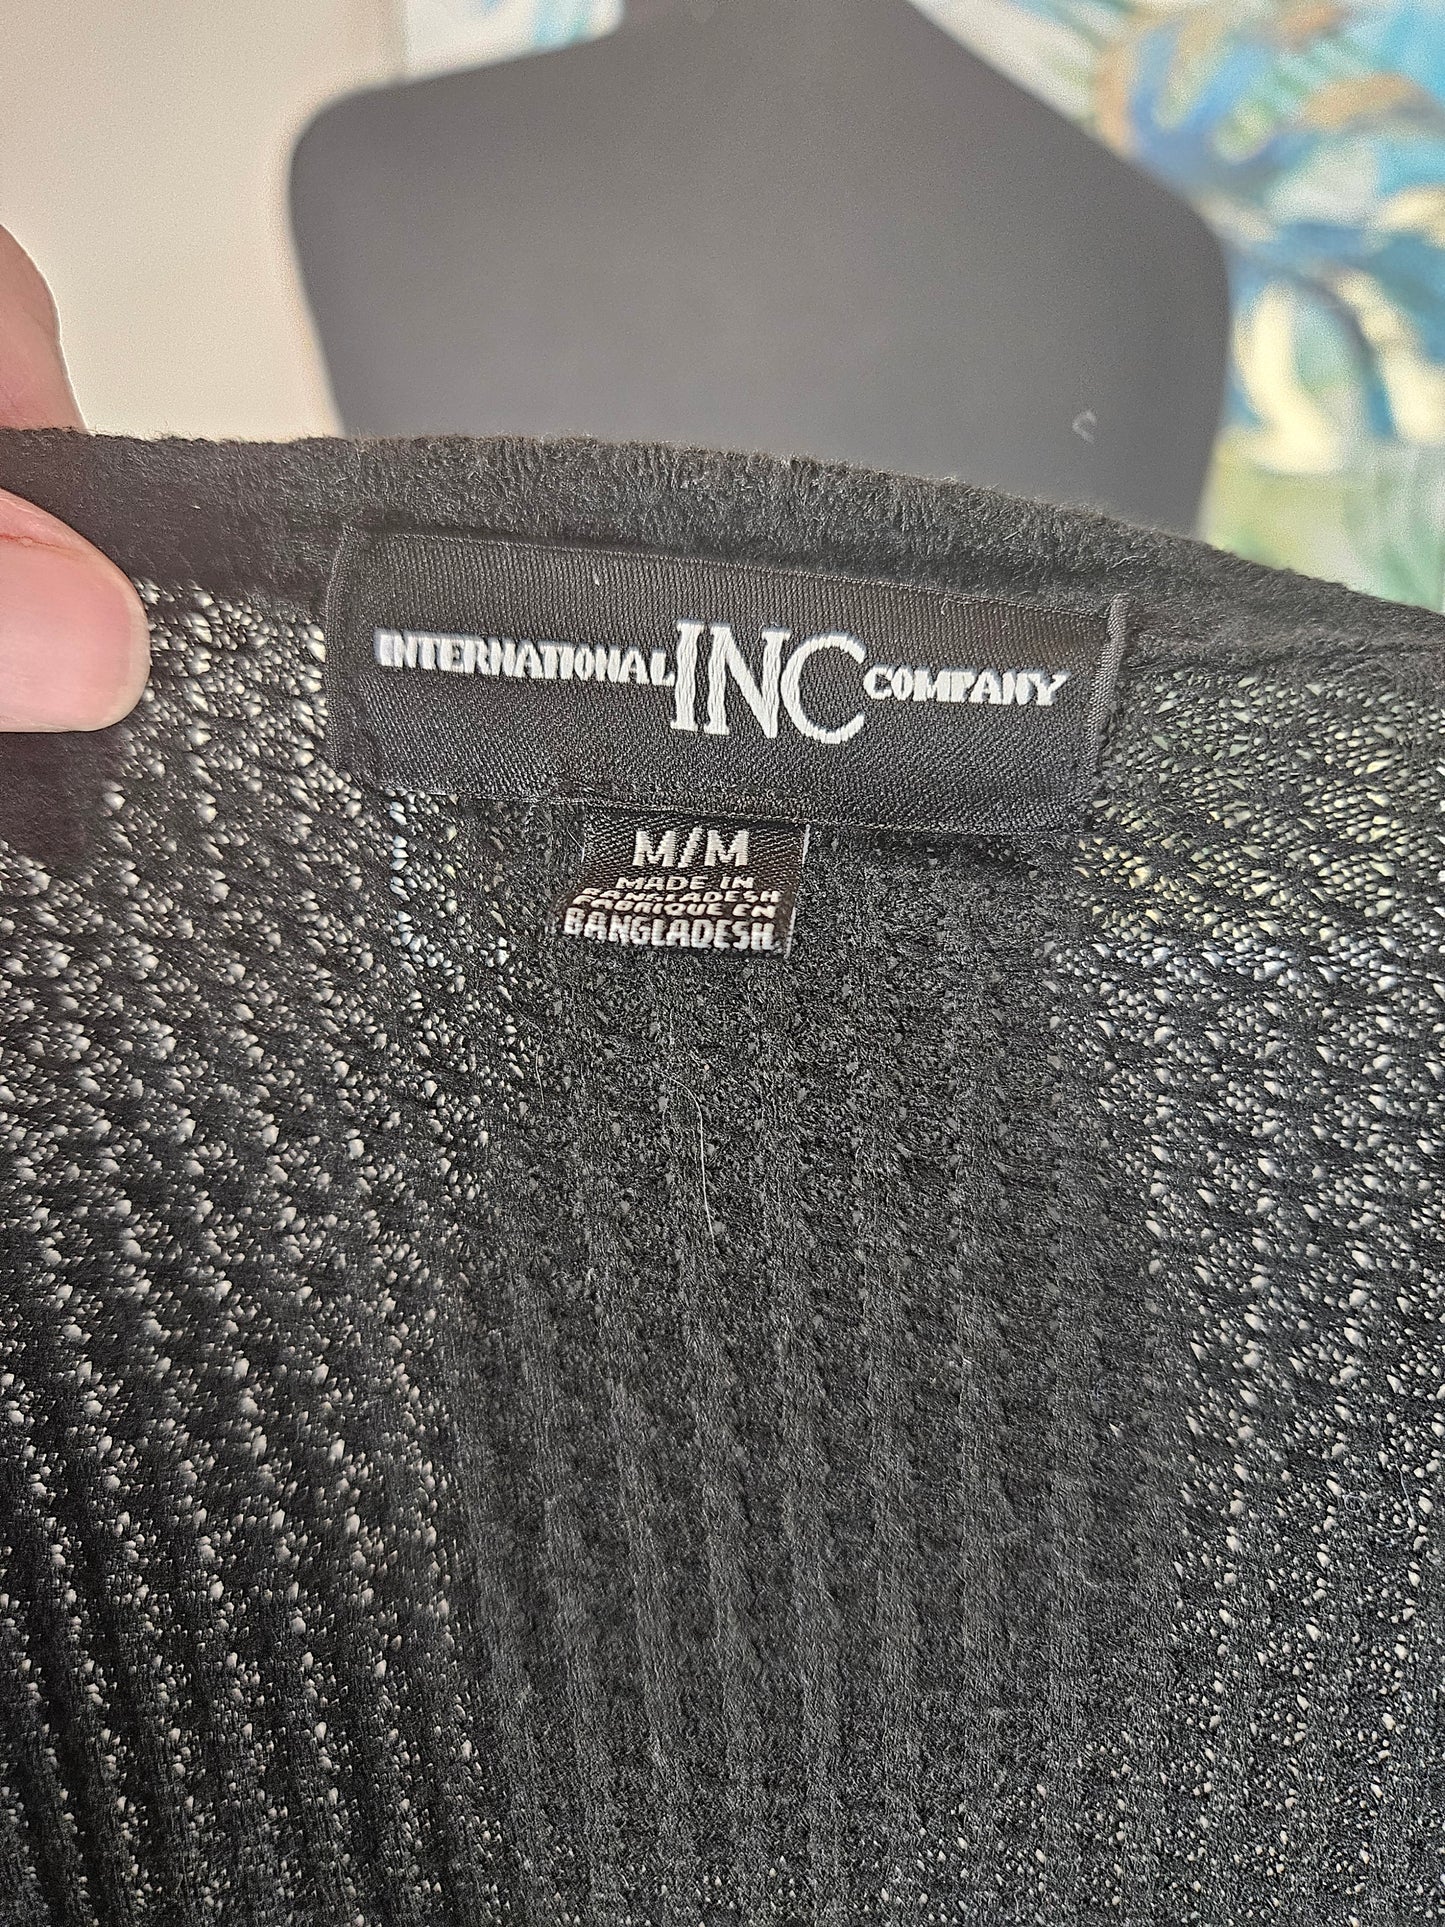 INTERNATIONAL INC COMPANY
M/M
MADE IN
BANGLADESH
FABRIQUE EN
BANGLADESH